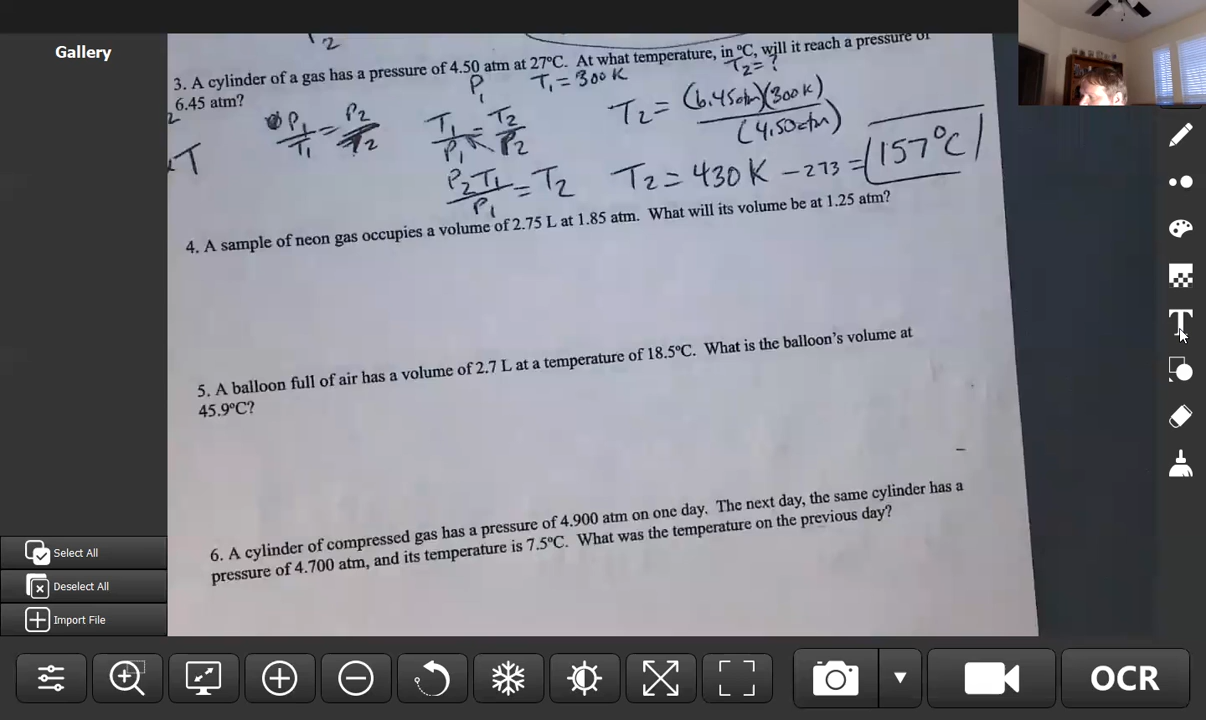 Gallery
T2
3. A cylinder of a gas has a pressure of 4.50 atm at 27°C. At what temperature, in °C, will it reach a pressure of
P1 T1 = 300 K T2 = ?
6.45 atm?
P1/T1 = P2/T2
T1/P1 = T2/P2
P2T1/P1 = T2
T2 = (6.45atm)(300K)/(4.50atm)
T2 = 430 K - 273 = 157°C
4. A sample of neon gas occupies a volume of 2.75 L at 1.85 atm. What will its volume be at 1.25 atm?
5. A balloon full of air has a volume of 2.7 L at a temperature of 18.5°C. What is the balloon's volume at
45.9°C?
6. A cylinder of compressed gas has a pressure of 4.900 atm on one day. The next day, the same cylinder has a
pressure of 4.700 atm, and its temperature is 7.5°C. What was the temperature on the previous day?
Select All
Deselect All
Import File
T
OCR